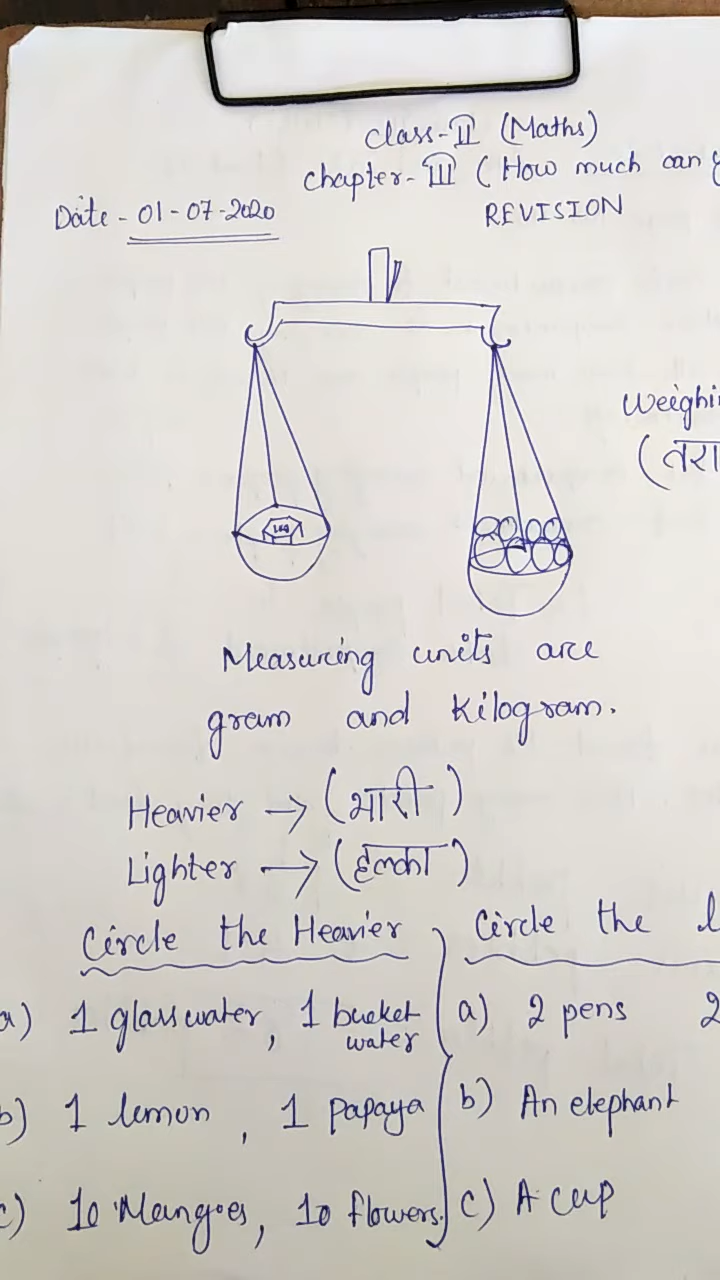 Class-II (Maths)
Chapter-III (How much can y
Date - 01-07-2020
REVISION
Weighi
(तरा
1KG
Measuring units are
gram and kilogram.
Heavier → (भारी)
Lighter → (हल्का)
Circle the Heavier
a) 1 glass water, 1 bucket water
b) 1 lemon, 1 papaya
c) 10 Mangoes, 10 flowers.
Circle the l
a) 2 pens 2
b) An elephant
c) A cup